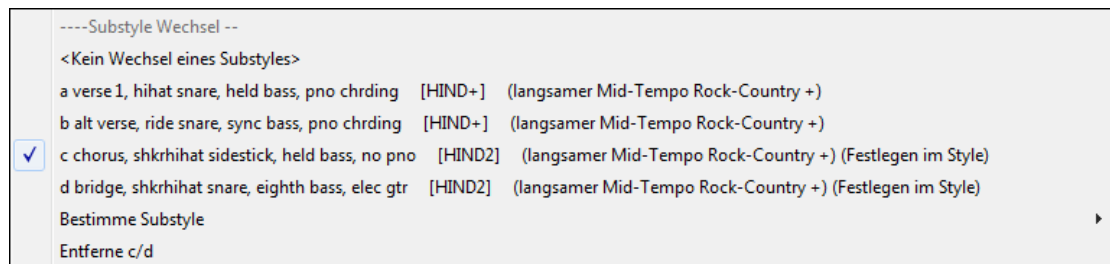 ----Substyle Wechsel --
<Kein Wechsel eines Substyles>
a verse 1, hihat snare, held bass, pno chrding [HIND+] (langsamer Mid-Tempo Rock-Country +)
b alt verse, ride snare, sync bass, pno chrding [HIND+] (langsamer Mid-Tempo Rock-Country +)
c chorus, shkrhihat sidestick, held bass, no pno [HIND2] (langsamer Mid-Tempo Rock-Country +) (Festlegen im Style)
d bridge, shkrhihat snare, eighth bass, elec gtr [HIND2] (langsamer Mid-Tempo Rock-Country +) (Festlegen im Style)
Bestimme Substyle
Entferne c/d